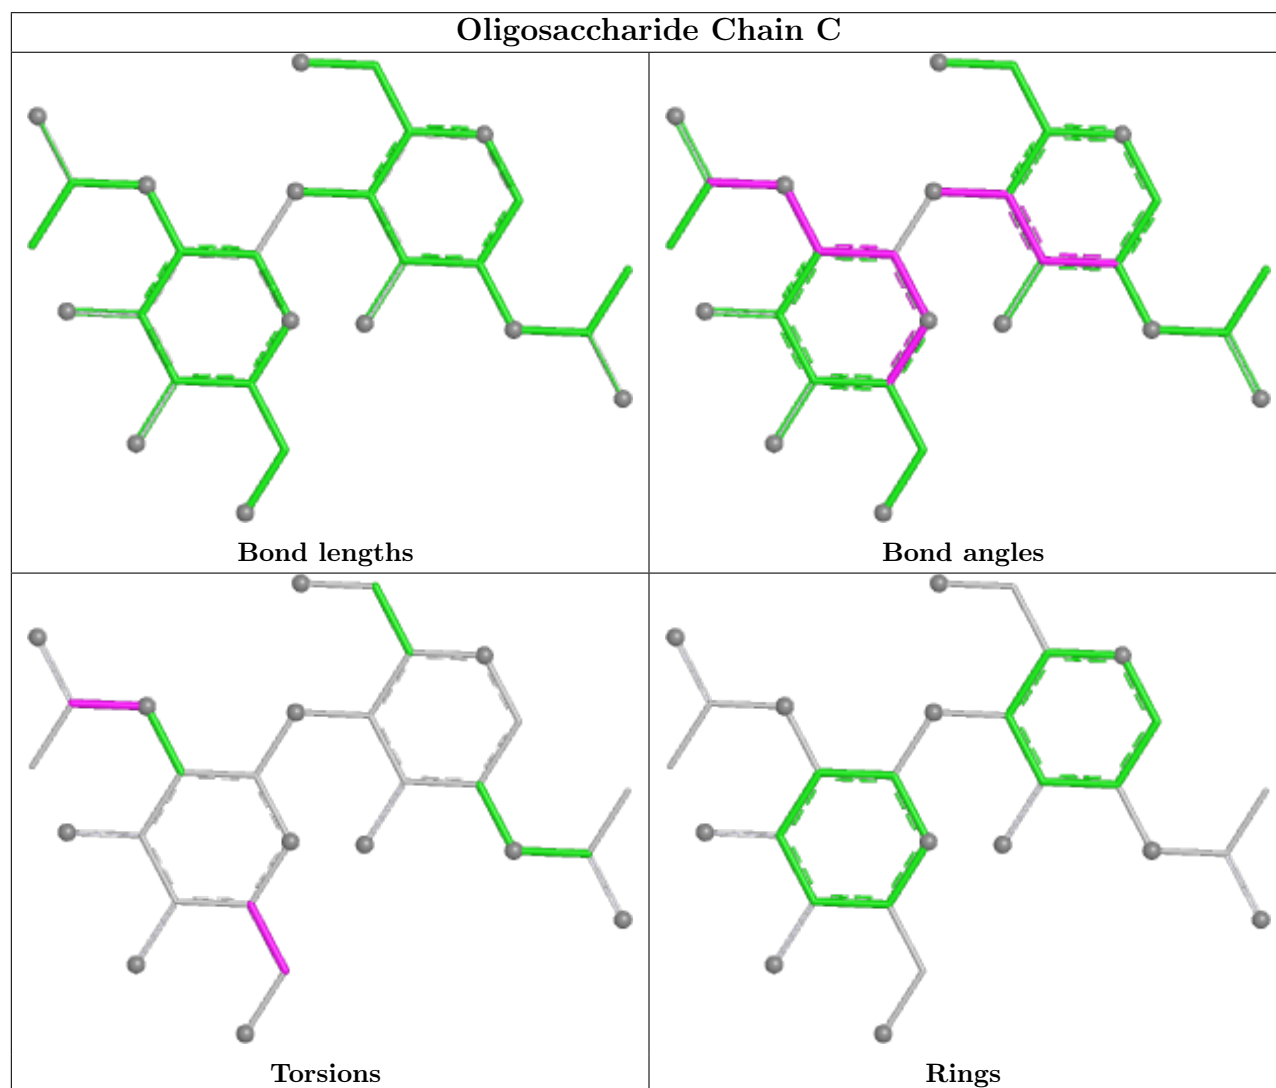 Oligosaccharide Chain C
Bond lengths
Bond angles
Torsions
Rings